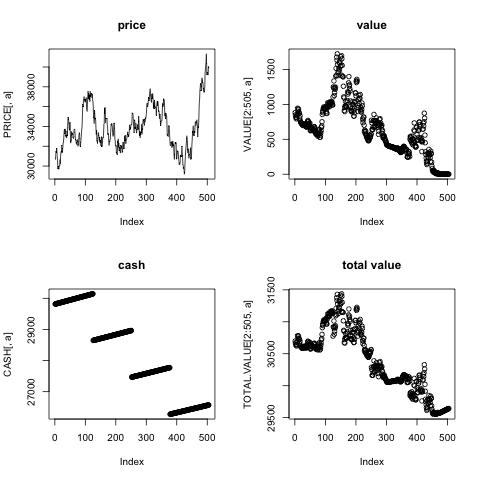 price
PRICE[, a]
30000 34000 38000
0 100 200 300 400 500
Index
value
VALUE[2:505, a]
0 500 1000 1500
0 100 200 300 400 500
Index
cash
CASH[, a]
27000 29000
0 100 200 300 400 500
Index
total value
TOTAL.VALUE[2:505, a]
29500 30500 31500
0 100 200 300 400 500
Index